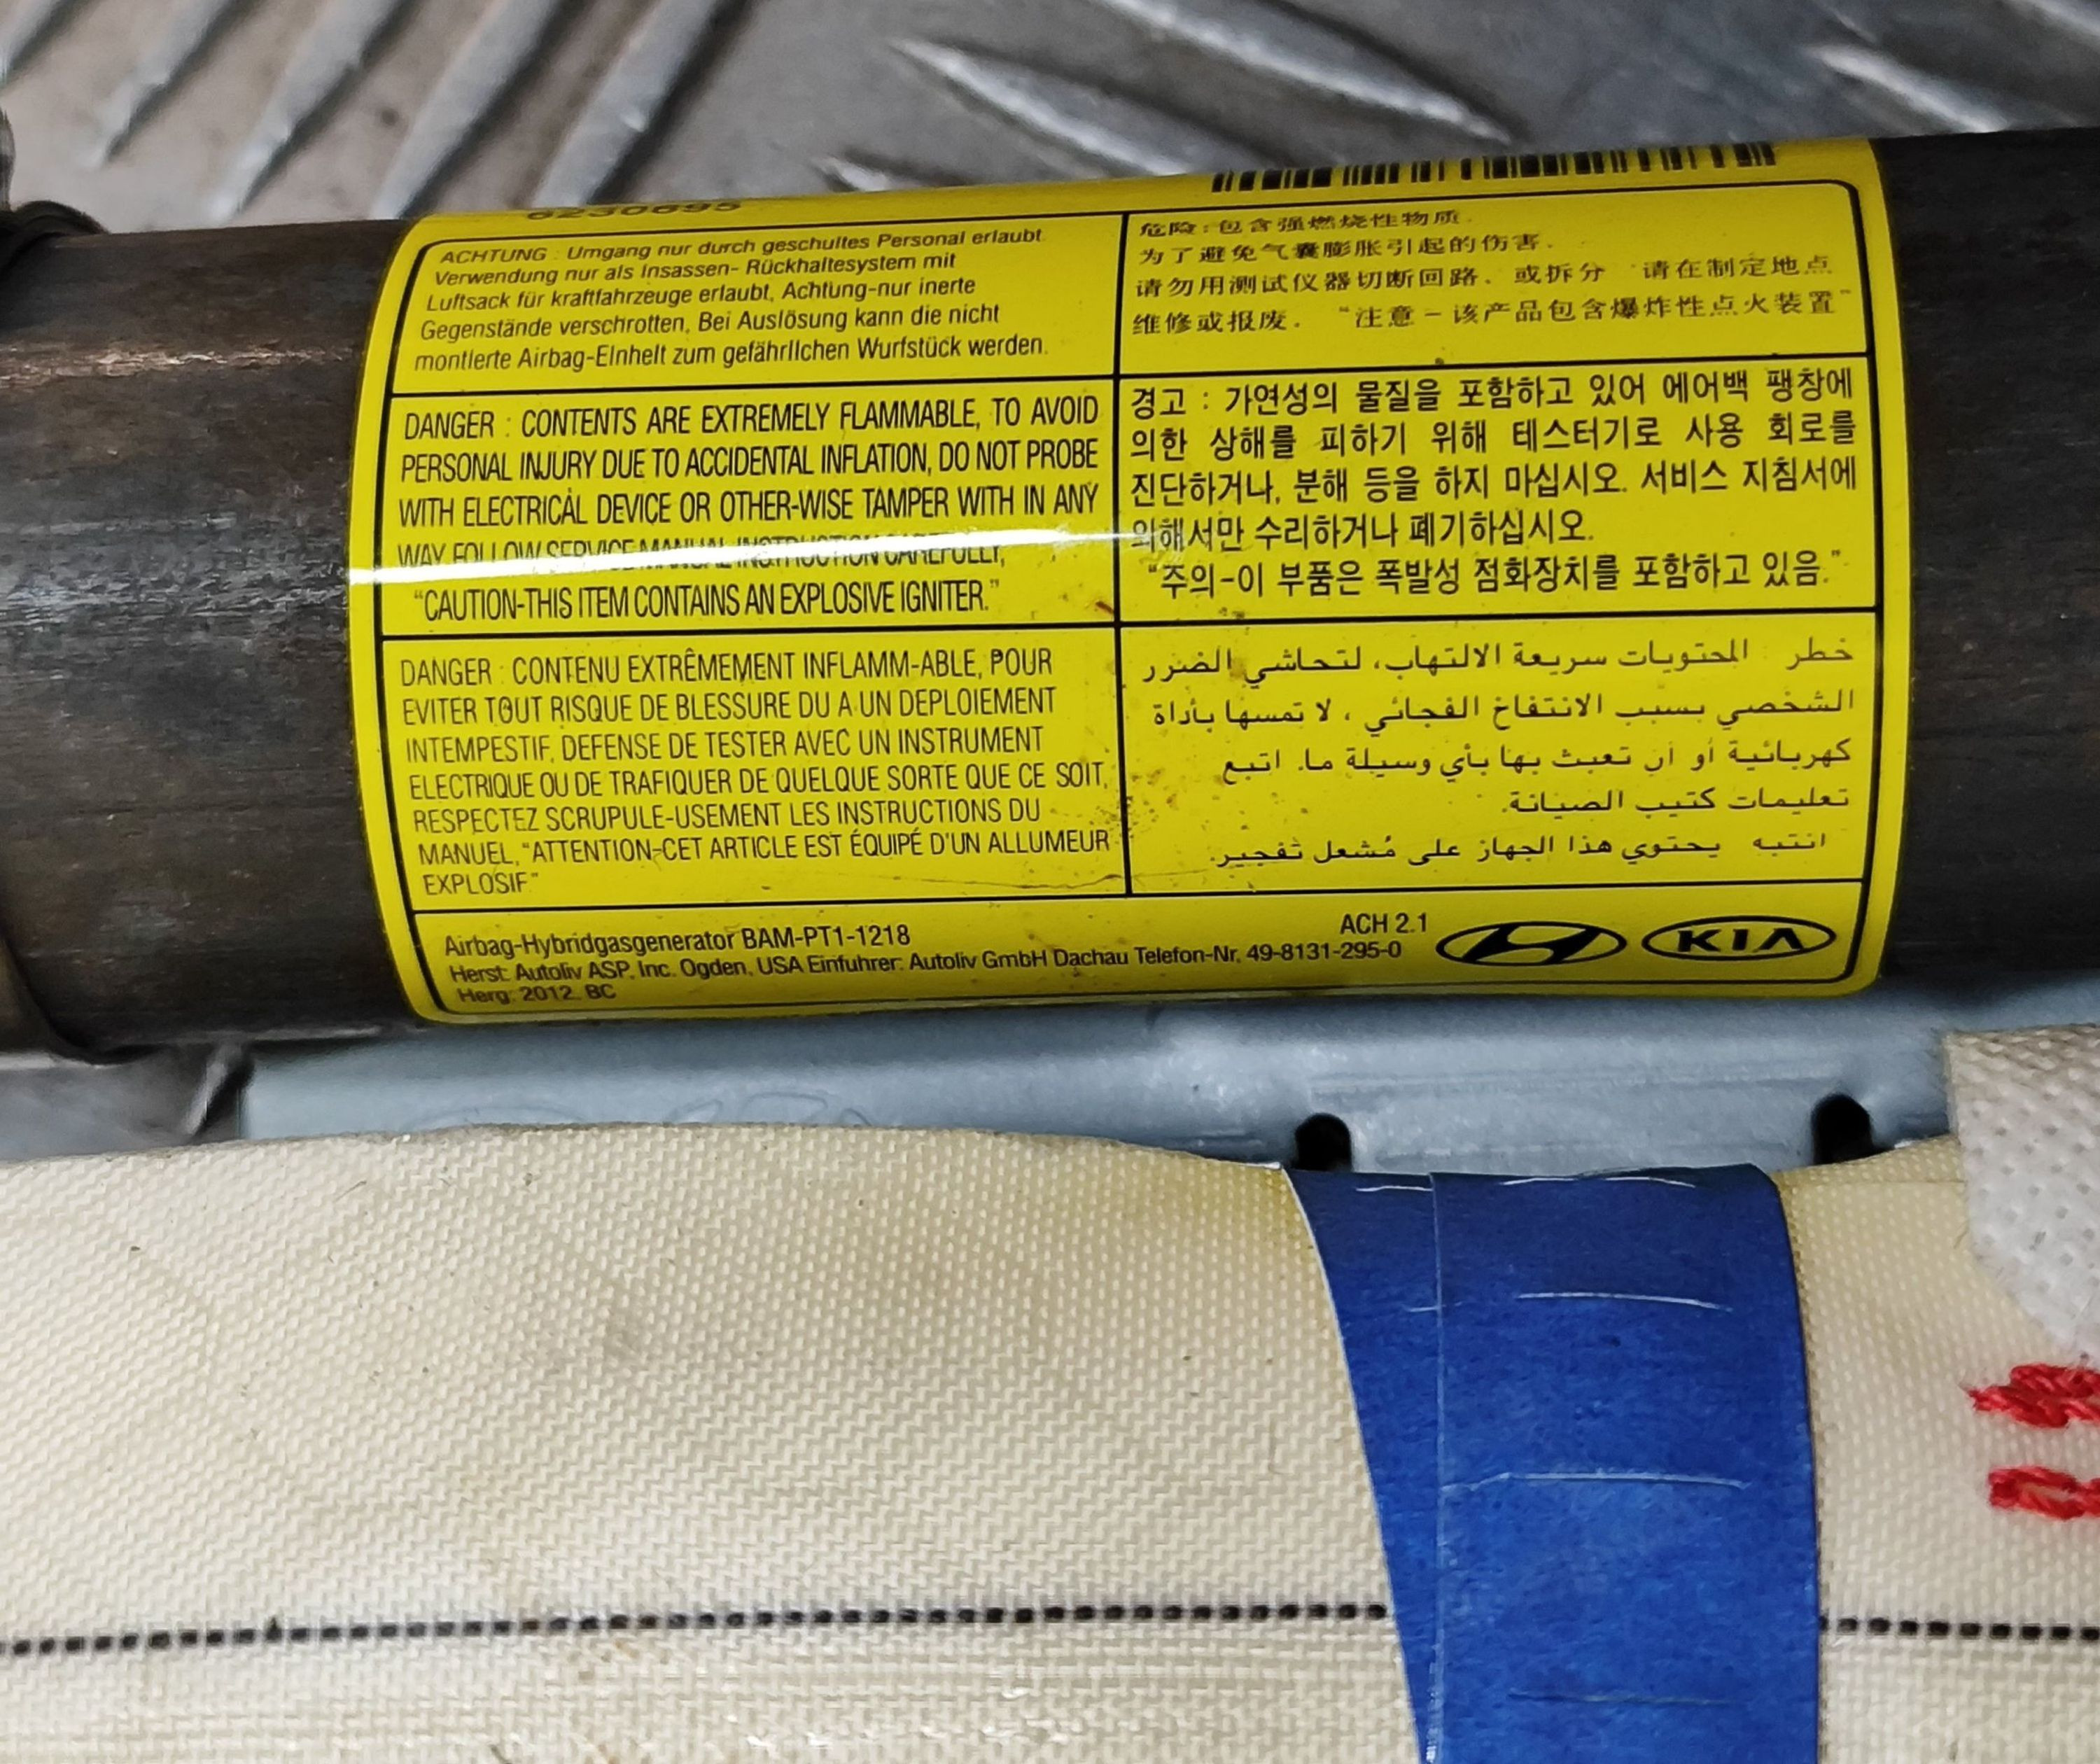 6230695
ACHTUNG : Umgang nur durch geschultes Personal erlaubt
Verwendung nur als Insassen- Rückhaltesystem mit
Luftsack für kraftfahrzeuge erlaubt, Achtung-nur inerte
Gegenstände verschrotten, Bei Auslösung kann die nicht
montierte Airbag-Einheit zum gefährlichen Wurfstück werden.
危险:包含强燃烧性物质.
为了避免气囊膨胀引起的伤害.
请勿用测试仪器切断回路. 或拆分 请在制定地点
维修或报废. "注意-该产品包含爆炸性点火装置"
DANGER : CONTENTS ARE EXTREMELY FLAMMABLE, TO AVOID
PERSONAL INJURY DUE TO ACCIDENTAL INFLATION, DO NOT PROBE
WITH ELECTRICAL DEVICE OR OTHER-WISE TAMPER WITH IN ANY
WAY FOLLOW SERVICE MANUAL INSTRUCTION CAREFULLY,
"CAUTION-THIS ITEM CONTAINS AN EXPLOSIVE IGNITER."
경고 : 가연성의 물질을 포함하고 있어 에어백 팽창에
의한 상해를 피하기 위해 테스터기로 사용 회로를
진단하거나, 분해 등을 하지 마십시오. 서비스 지침서에
의해서만 수리하거나 폐기하십시오.
"주의-이 부품은 폭발성 점화장치를 포함하고 있음."
DANGER : CONTENU EXTRÊMEMENT INFLAMM-ABLE, POUR
EVITER TOUT RISQUE DE BLESSURE DU A UN DEPLOIEMENT
INTEMPESTIF, DEFENSE DE TESTER AVEC UN INSTRUMENT
ELECTRIQUE OU DE TRAFIQUER DE QUELQUE SORTE QUE CE SOIT,
RESPECTEZ SCRUPULE-USEMENT LES INSTRUCTIONS DU
MANUEL, "ATTENTION-CET ARTICLE EST ÉQUIPÉ D'UN ALLUMEUR
EXPLOSIF"
خطر : المحتويات سريعة الالتهاب، لتحاشي الضرر
الشخصي بسبب الانتفاخ الفجائي ، لا تمسها بأداة
كهربائية أو ان تعبث بها بأي وسيلة ما. اتبع
تعليمات كتيب الصيانة.
انتبه يحتوي هذا الجهاز على مُشعل تفجير.
Airbag-Hybridgasgenerator BAM-PT1-1218
ACH 2.1
Herst: Autoliv ASP, Inc. Ogden, USA Einfuhrer: Autoliv GmbH Dachau Telefon-Nr, 49-8131-295-0
Herg: 2012 BC
KIA